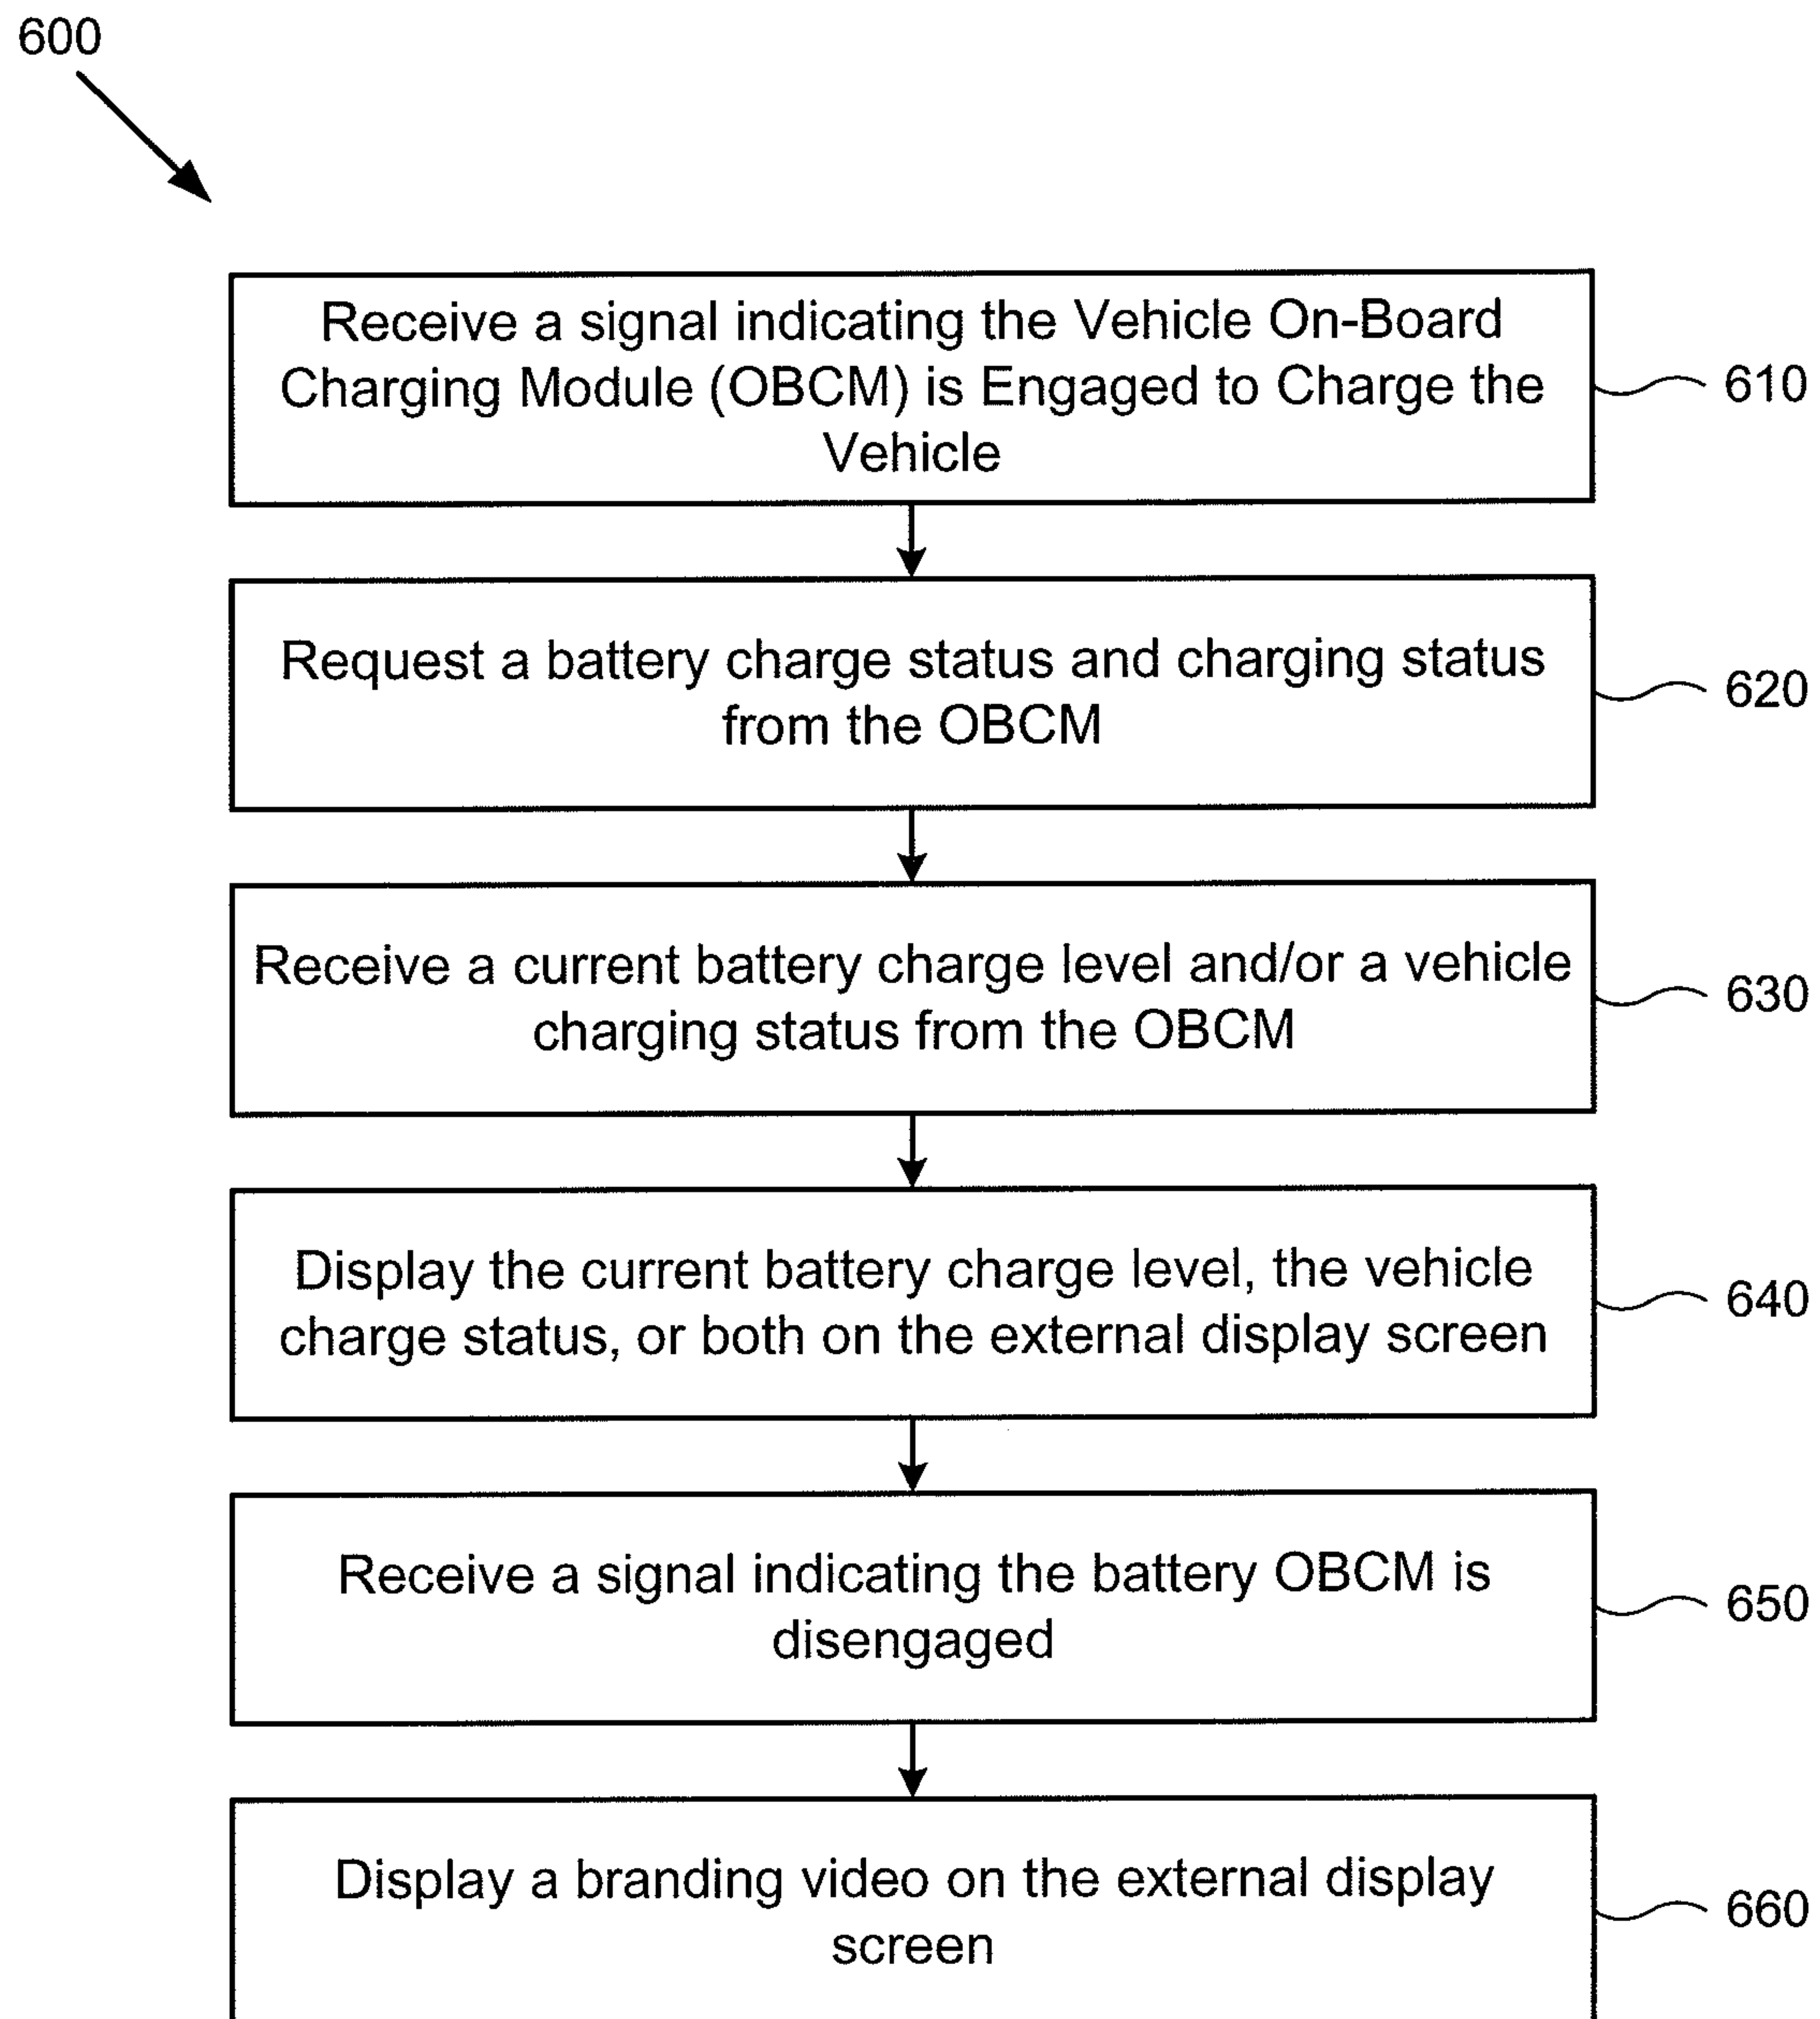 600
Receive a signal indicating the Vehicle On-Board
Charging Module (OBCM) is Engaged to Charge the
Vehicle
610
Request a battery charge status and charging status
from the OBCM
620
Receive a current battery charge level and/or a vehicle
charging status from the OBCM
630
Display the current battery charge level, the vehicle
charge status, or both on the external display screen
640
Receive a signal indicating the battery OBCM is
disengaged
650
Display a branding video on the external display
screen
660